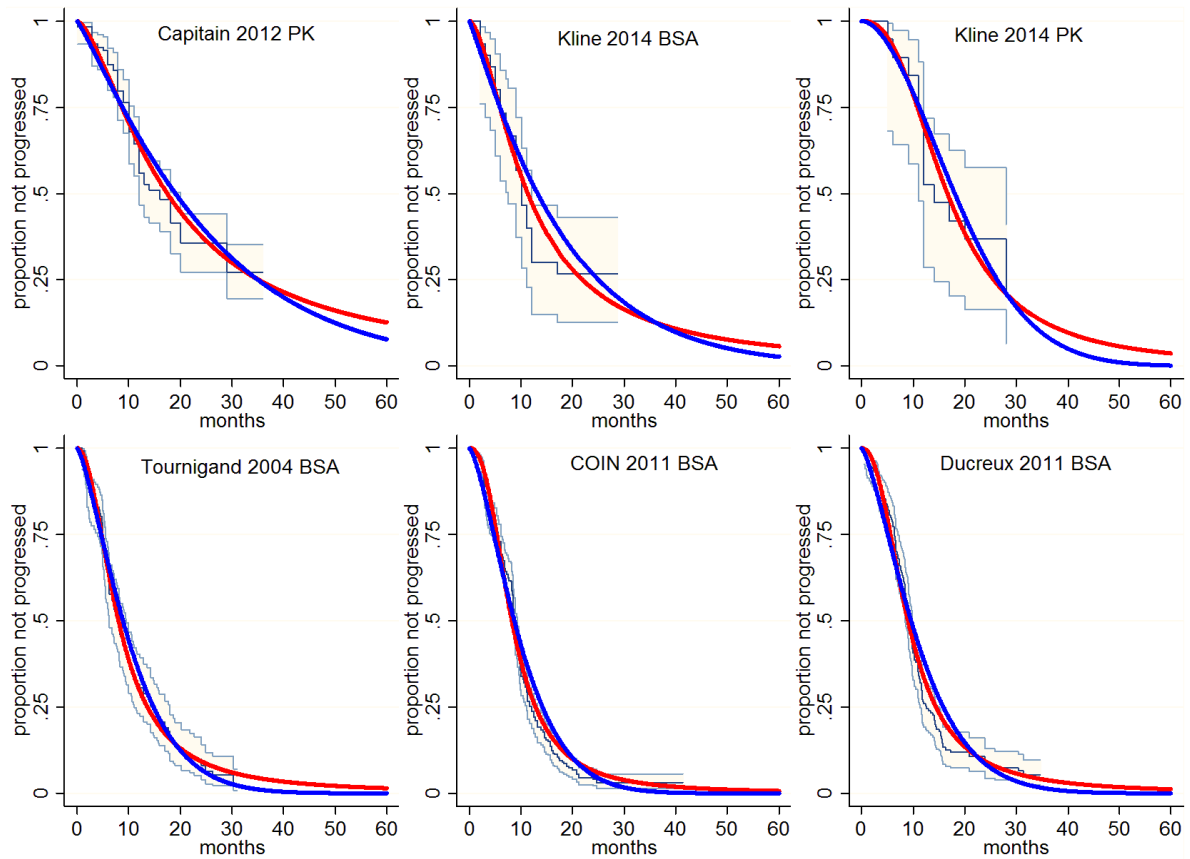 Capitain 2012 PK
proportion not progressed
1
.75
.5
.25
0
0 10 20 30 40 50 60
months
Kline 2014 BSA
proportion not progressed
1
.75
.5
.25
0
0 10 20 30 40 50 60
months
Kline 2014 PK
proportion not progressed
1
.75
.5
.25
0
0 10 20 30 40 50 60
months
Tournigand 2004 BSA
proportion not progressed
1
.75
.5
.25
0
0 10 20 30 40 50 60
months
COIN 2011 BSA
proportion not progressed
1
.75
.5
.25
0
0 10 20 30 40 50 60
months
Ducreux 2011 BSA
proportion not progressed
1
.75
.5
.25
0
0 10 20 30 40 50 60
months